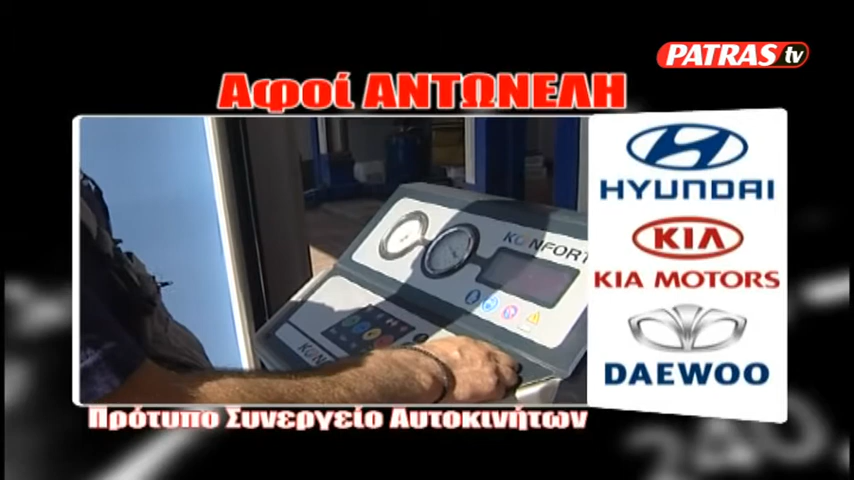 PATRAS tv
Αφοί ΑΝΤΩΝΕΛΗ
HYUNDAI
KONFORT
KIA
KIA MOTORS
DAEWOO
Πρότυπο Συνεργείο Αυτοκινήτων